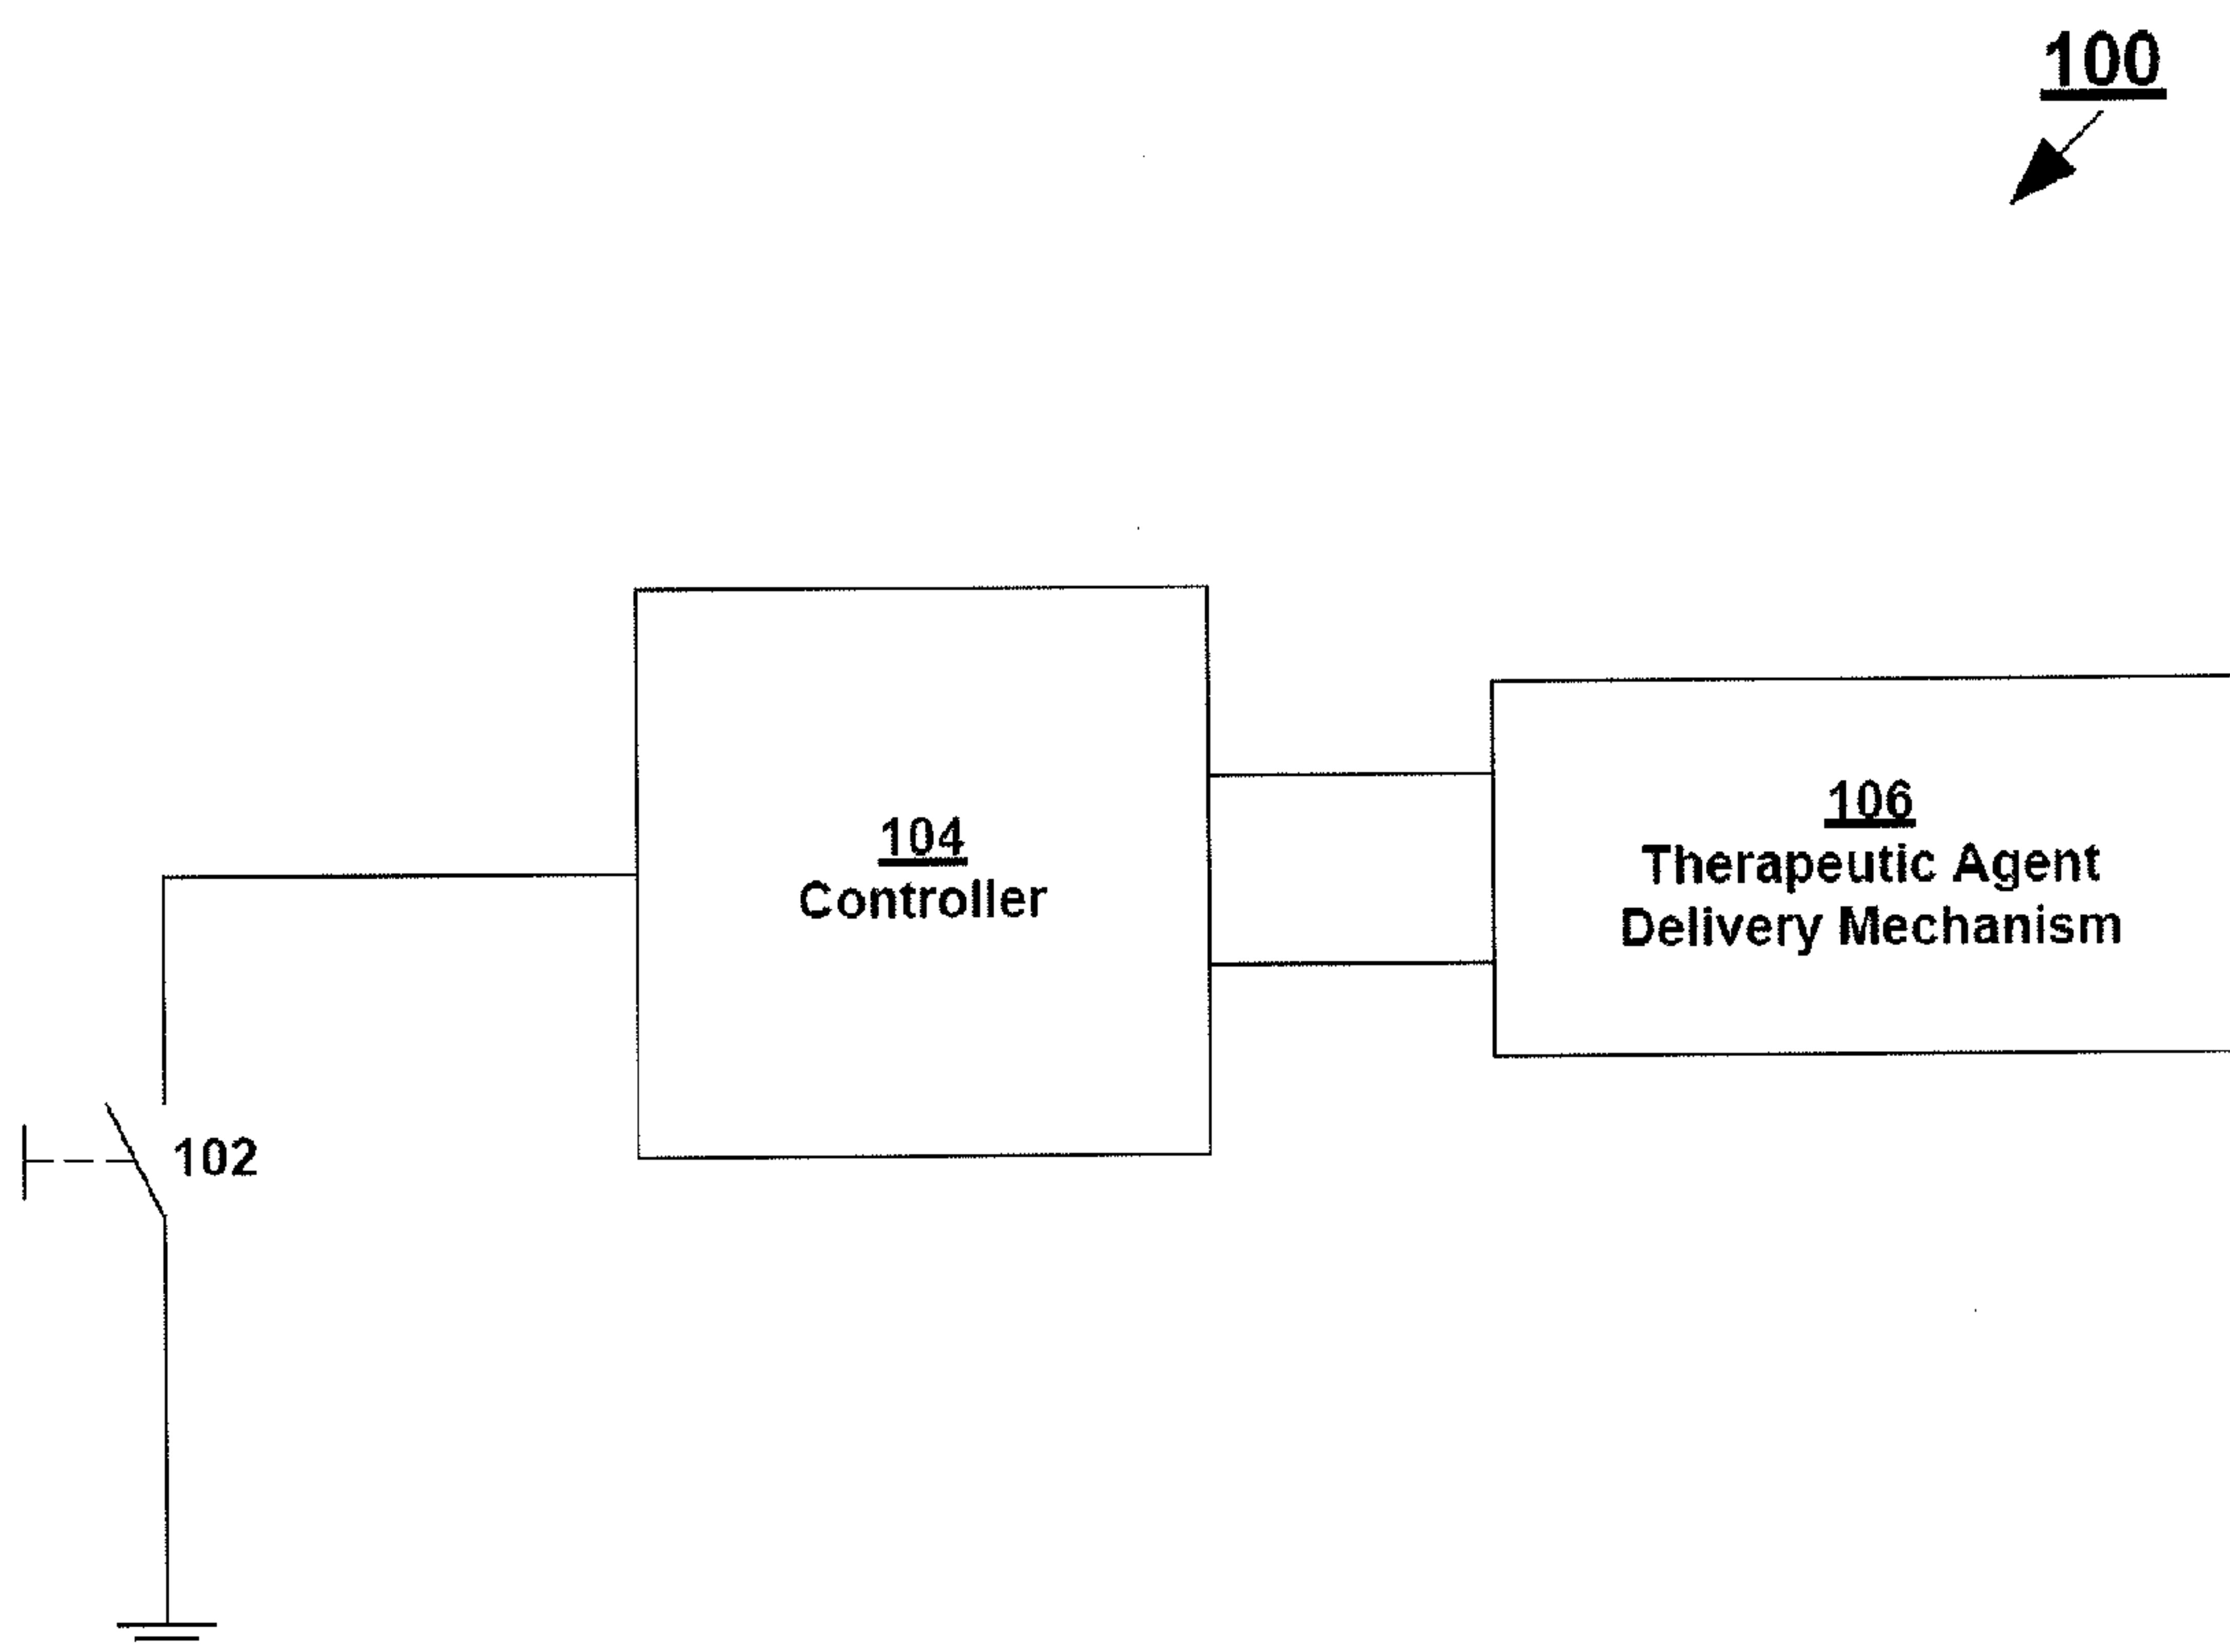 100
104
Controller
106
Therapeutic Agent
Delivery Mechanism
102